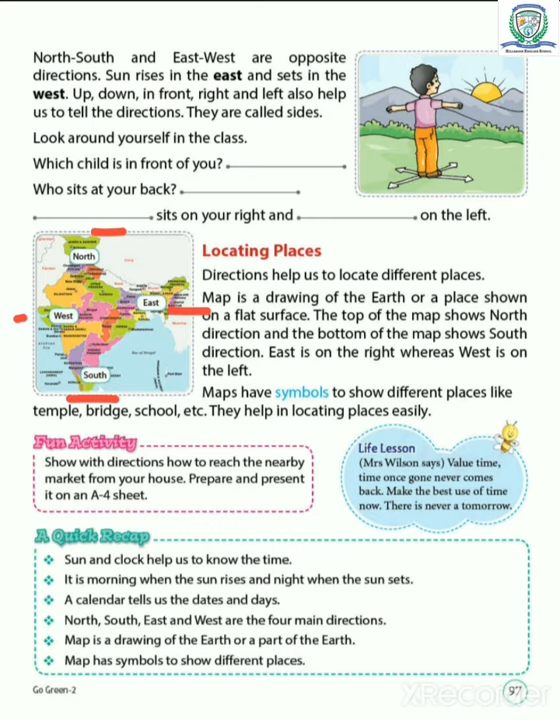 North-South and East-West are opposite
directions. Sun rises in the east and sets in the
west. Up, down, in front, right and left also help
us to tell the directions. They are called sides.
Look around yourself in the class.
Which child is in front of you?
Who sits at your back?
sits on your right and on the left.
North
East
West
South
Locating Places
Directions help us to locate different places.
Map is a drawing of the Earth or a place shown
on a flat surface. The top of the map shows North
direction and the bottom of the map shows South
direction. East is on the right whereas West is on
the left.
Maps have symbols to show different places like
temple, bridge, school, etc. They help in locating places easily.
Fun Activity
Show with directions how to reach the nearby
market from your house. Prepare and present
it on an A-4 sheet.
Life Lesson
(Mrs Wilson says) Value time,
time once gone never comes
back. Make the best use of time
now. There is never a tomorrow.
A Quick Recap
Sun and clock help us to know the time.
It is morning when the sun rises and night when the sun sets.
A calendar tells us the dates and days.
North, South, East and West are the four main directions.
Map is a drawing of the Earth or a part of the Earth.
Map has symbols to show different places.
Go Green-2
97
XRecorder